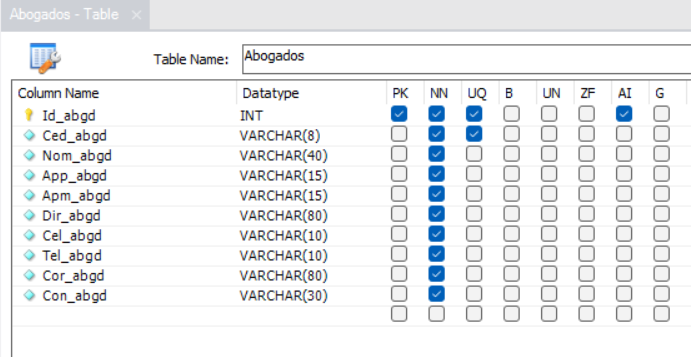 Abogados - Table ×
Table Name: Abogados
Column Name Datatype PK NN UQ B UN ZF AI G
Id_abgd INT
Ced_abgd VARCHAR(8)
Nom_abgd VARCHAR(40)
App_abgd VARCHAR(15)
Apm_abgd VARCHAR(15)
Dir_abgd VARCHAR(80)
Cel_abgd VARCHAR(10)
Tel_abgd VARCHAR(10)
Cor_abgd VARCHAR(80)
Con_abgd VARCHAR(30)